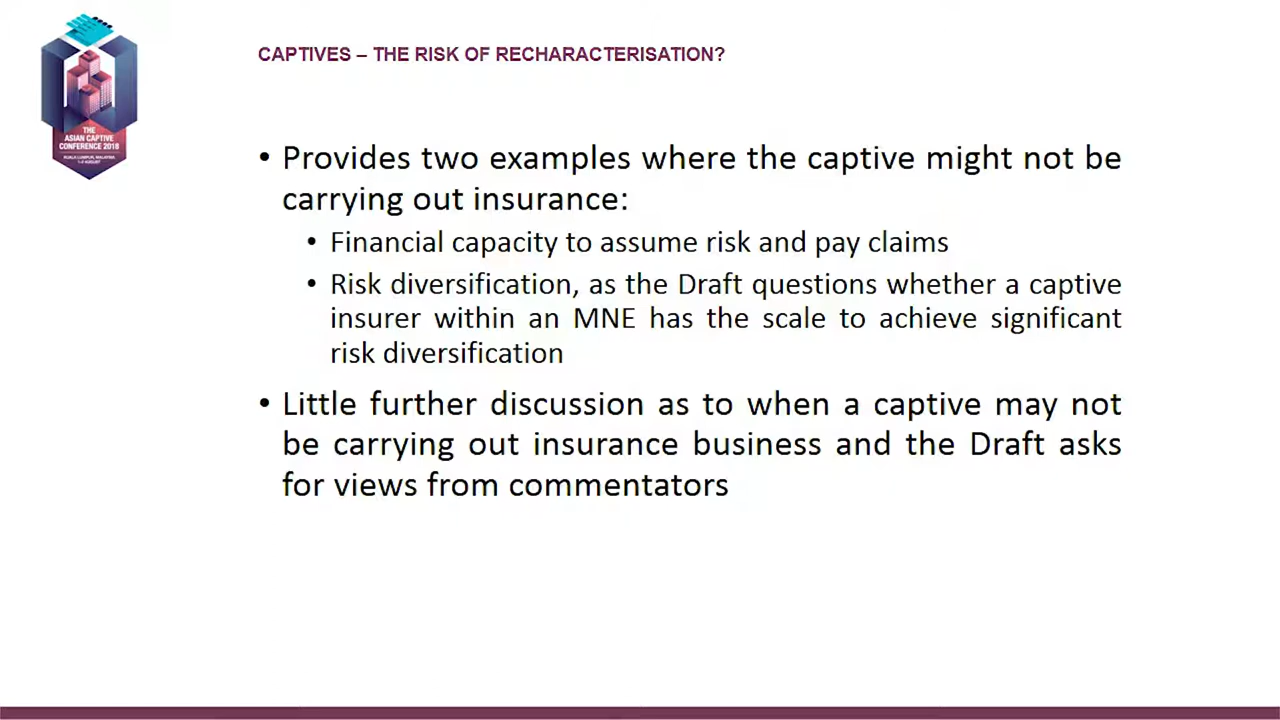 CAPTIVES – THE RISK OF RECHARACTERISATION?
THE
ASIAN CAPTIVE
CONFERENCE 2018
KUALA LUMPUR, MALAYSIA
• Provides two examples where the captive might not be
carrying out insurance:
• Financial capacity to assume risk and pay claims
• Risk diversification, as the Draft questions whether a captive
insurer within an MNE has the scale to achieve significant
risk diversification
• Little further discussion as to when a captive may not
be carrying out insurance business and the Draft asks
for views from commentators